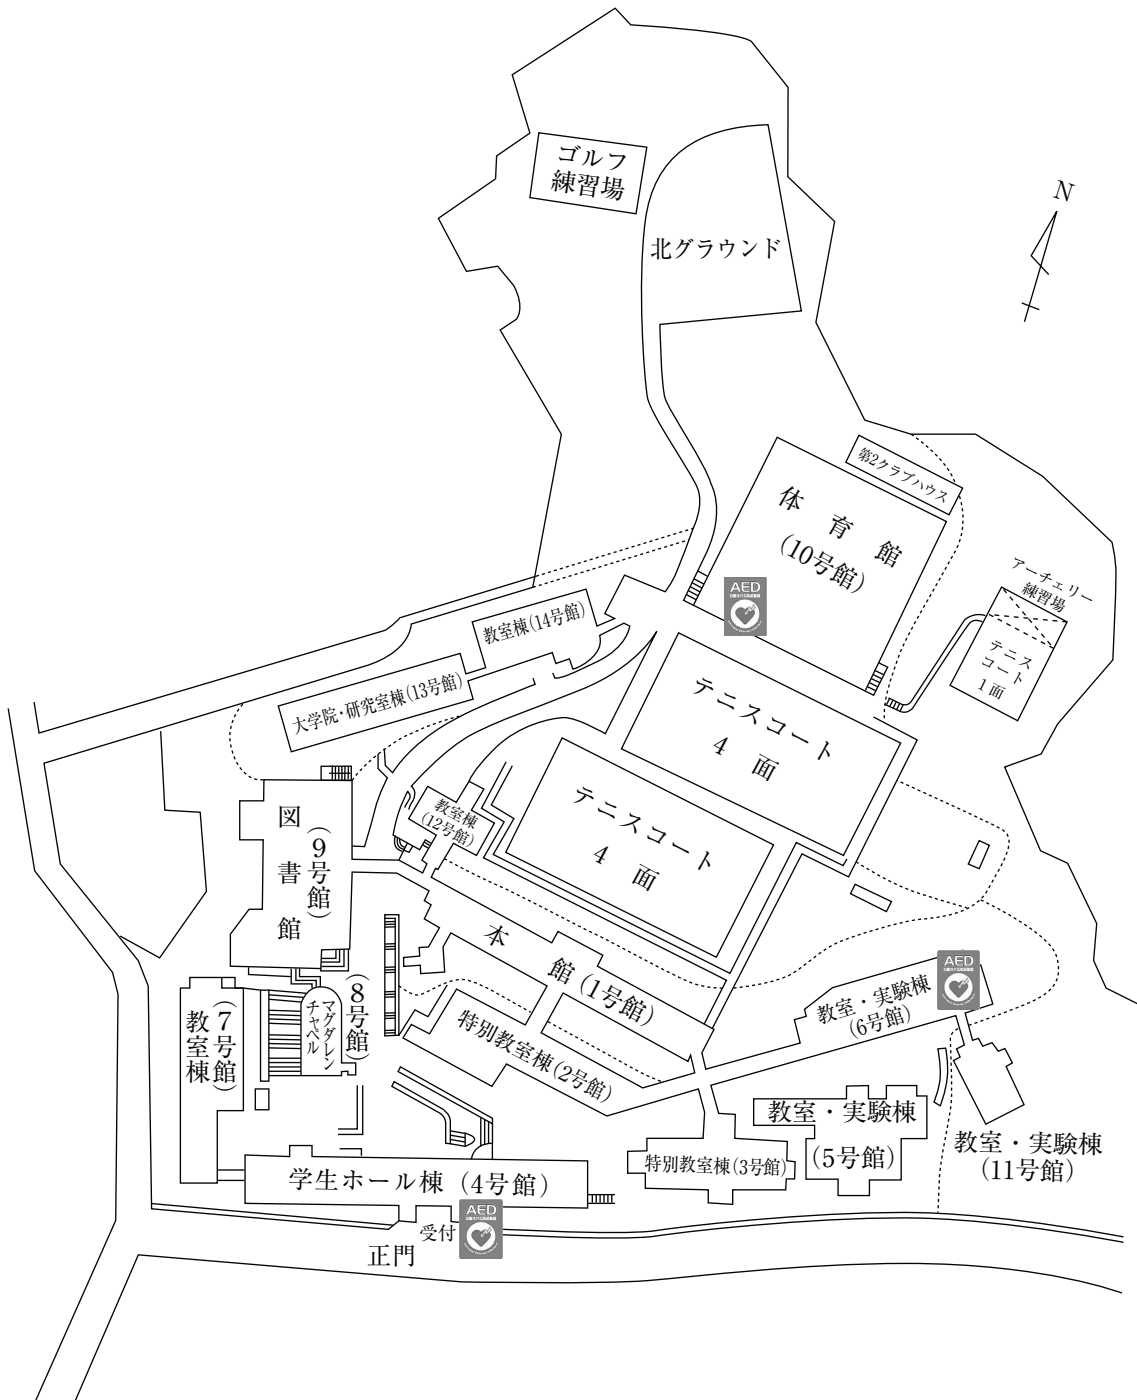 ゴルフ
練習場
N
北グラウンド
第2クラブハウス
体育館
(10号館)
アーチェリー
練習場
AED
教室棟(14号館)
テニス
コート
1面
大学院・研究室棟(13号館)
テニスコート
4面
図書館
(9号館)
教室棟
(12号館)
テニスコート
4面
本館(1号館)
AED
教室・実験棟
(6号館)
(8号館)
マグダレン
チャペル
(7号館)
教室棟
特別教室棟(2号館)
教室・実験棟
(5号館)
教室・実験棟
(11号館)
特別教室棟(3号館)
学生ホール棟(4号館)
受付
AED
正門